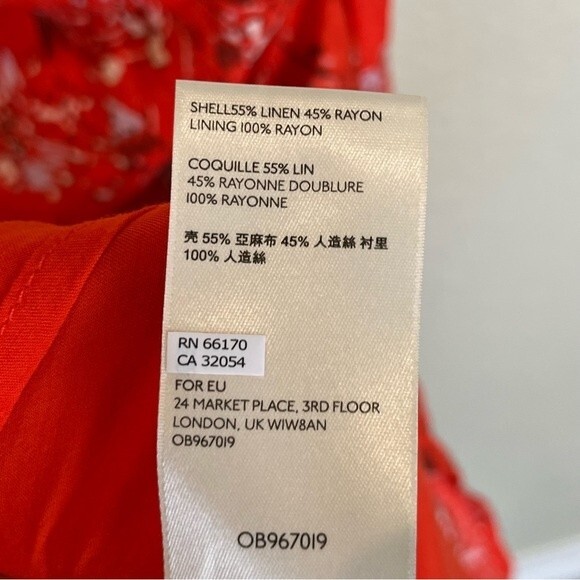 SHELL55% LINEN 45% RAYON
LINING 100% RAYON
COQUILLE 55% LIN
45% RAYONNE DOUBLURE
100% RAYONNE
壳 55% 亞麻布 45% 人造絲 衬里
100% 人造絲
RN 66170
CA 32054
FOR EU
24 MARKET PLACE, 3RD FLOOR
LONDON, UK W1W8AN
OB967019
OB967019